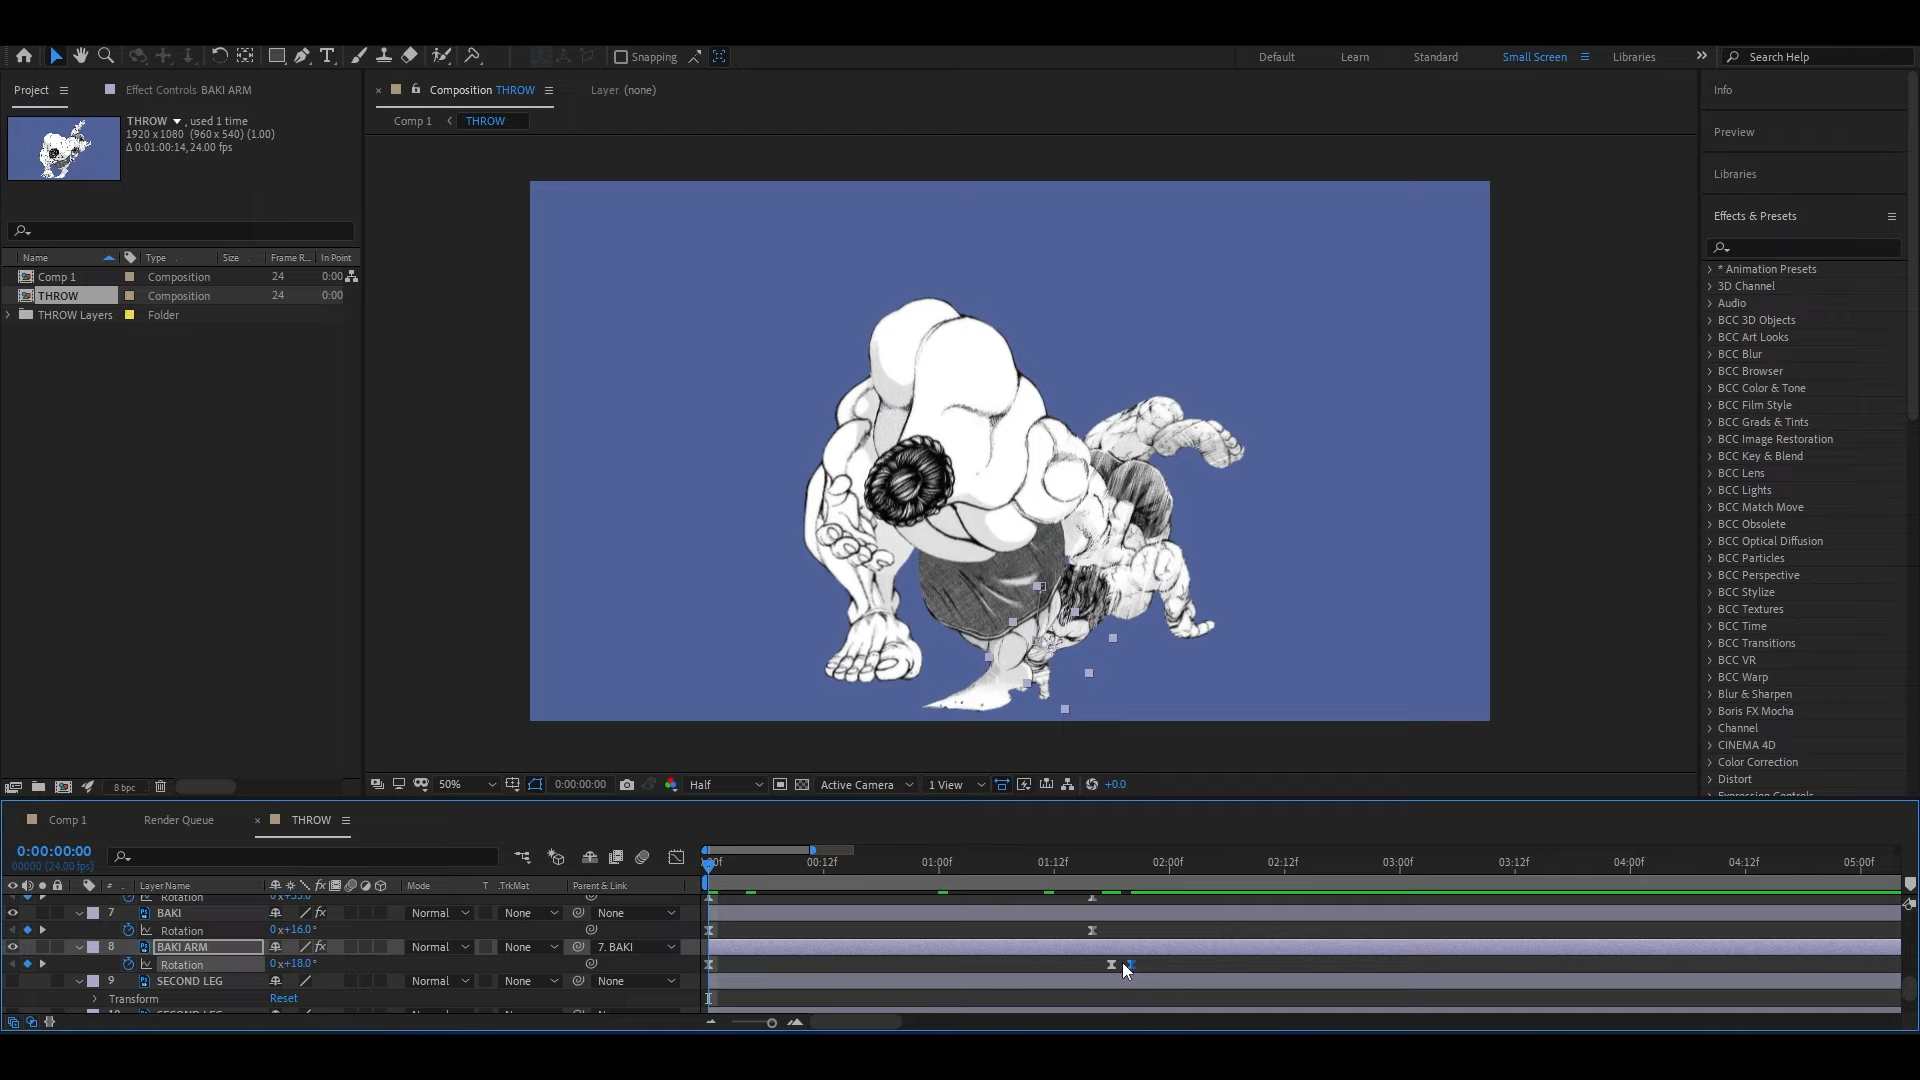 Snapping
Default
Learn
Standard
Small Screen
Libraries
Search Help
Project
Effect Controls BAKI ARM
Composition THROW
Layer (none)
Info
Comp 1
THROW
THROW , used 1 time
1920 x 1080 (960 x 540) (1.00)
Δ 0:01:00:14, 24.00 fps
Preview
Libraries
Effects & Presets
Name
Type
Size
Frame R...
In Point
Comp 1
Composition
24
0:00
THROW
Composition
24
0:00
THROW Layers
Folder
* Animation Presets
3D Channel
Audio
BCC 3D Objects
BCC Art Looks
BCC Blur
BCC Browser
BCC Color & Tone
BCC Film Style
BCC Grads & Tints
BCC Image Restoration
BCC Key & Blend
BCC Lens
BCC Lights
BCC Match Move
BCC Obsolete
BCC Optical Diffusion
BCC Particles
BCC Perspective
BCC Stylize
BCC Textures
BCC Time
BCC Transitions
BCC VR
BCC Warp
Blur & Sharpen
Boris FX Mocha
Channel
CINEMA 4D
Color Correction
Distort
Expression Controls
8 bpc
50%
0:00:00:00
Half
Active Camera
1 View
+0.0
Comp 1
Render Queue
THROW
0:00:00:00
00000 (24.00 fps)
00f
00:12f
01:00f
01:12f
02:00f
02:12f
03:00f
03:12f
04:00f
04:12f
05:00f
#
Layer Name
Mode
T
.TrkMat
Parent & Link
Rotation
7
BAKI
Normal
None
None
Rotation
0x+16.0°
8
BAKI ARM
Normal
None
7. BAKI
Rotation
0x+18.0°
9
SECOND LEG
Normal
None
None
Transform
Reset